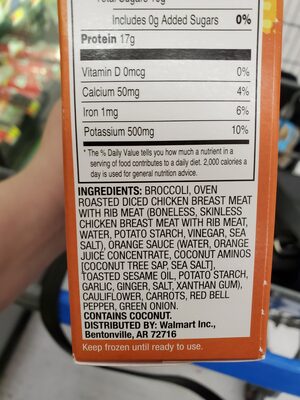 Total Sugars
Includes 0g Added Sugars 0%
Protein 17g
Vitamin D 0mcg 0%
Calcium 50mg 4%
Iron 1mg 6%
Potassium 500mg 10%
* The % Daily Value tells you how much a nutrient in a
serving of food contributes to a daily diet. 2,000 calories a
day is used for general nutrition advice.
INGREDIENTS: BROCCOLI, OVEN
ROASTED DICED CHICKEN BREAST MEAT
WITH RIB MEAT (BONELESS, SKINLESS
CHICKEN BREAST MEAT WITH RIB MEAT,
WATER, POTATO STARCH, VINEGAR, SEA
SALT), ORANGE SAUCE (WATER, ORANGE
JUICE CONCENTRATE, COCONUT AMINOS
[COCONUT TREE SAP, SEA SALT],
TOASTED SESAME OIL, POTATO STARCH,
GARLIC, GINGER, SALT, XANTHAN GUM),
CAULIFLOWER, CARROTS, RED BELL
PEPPER, GREEN ONION.
CONTAINS COCONUT.
DISTRIBUTED BY: Walmart Inc.,
Bentonville, AR 72716
Keep frozen until ready to use.